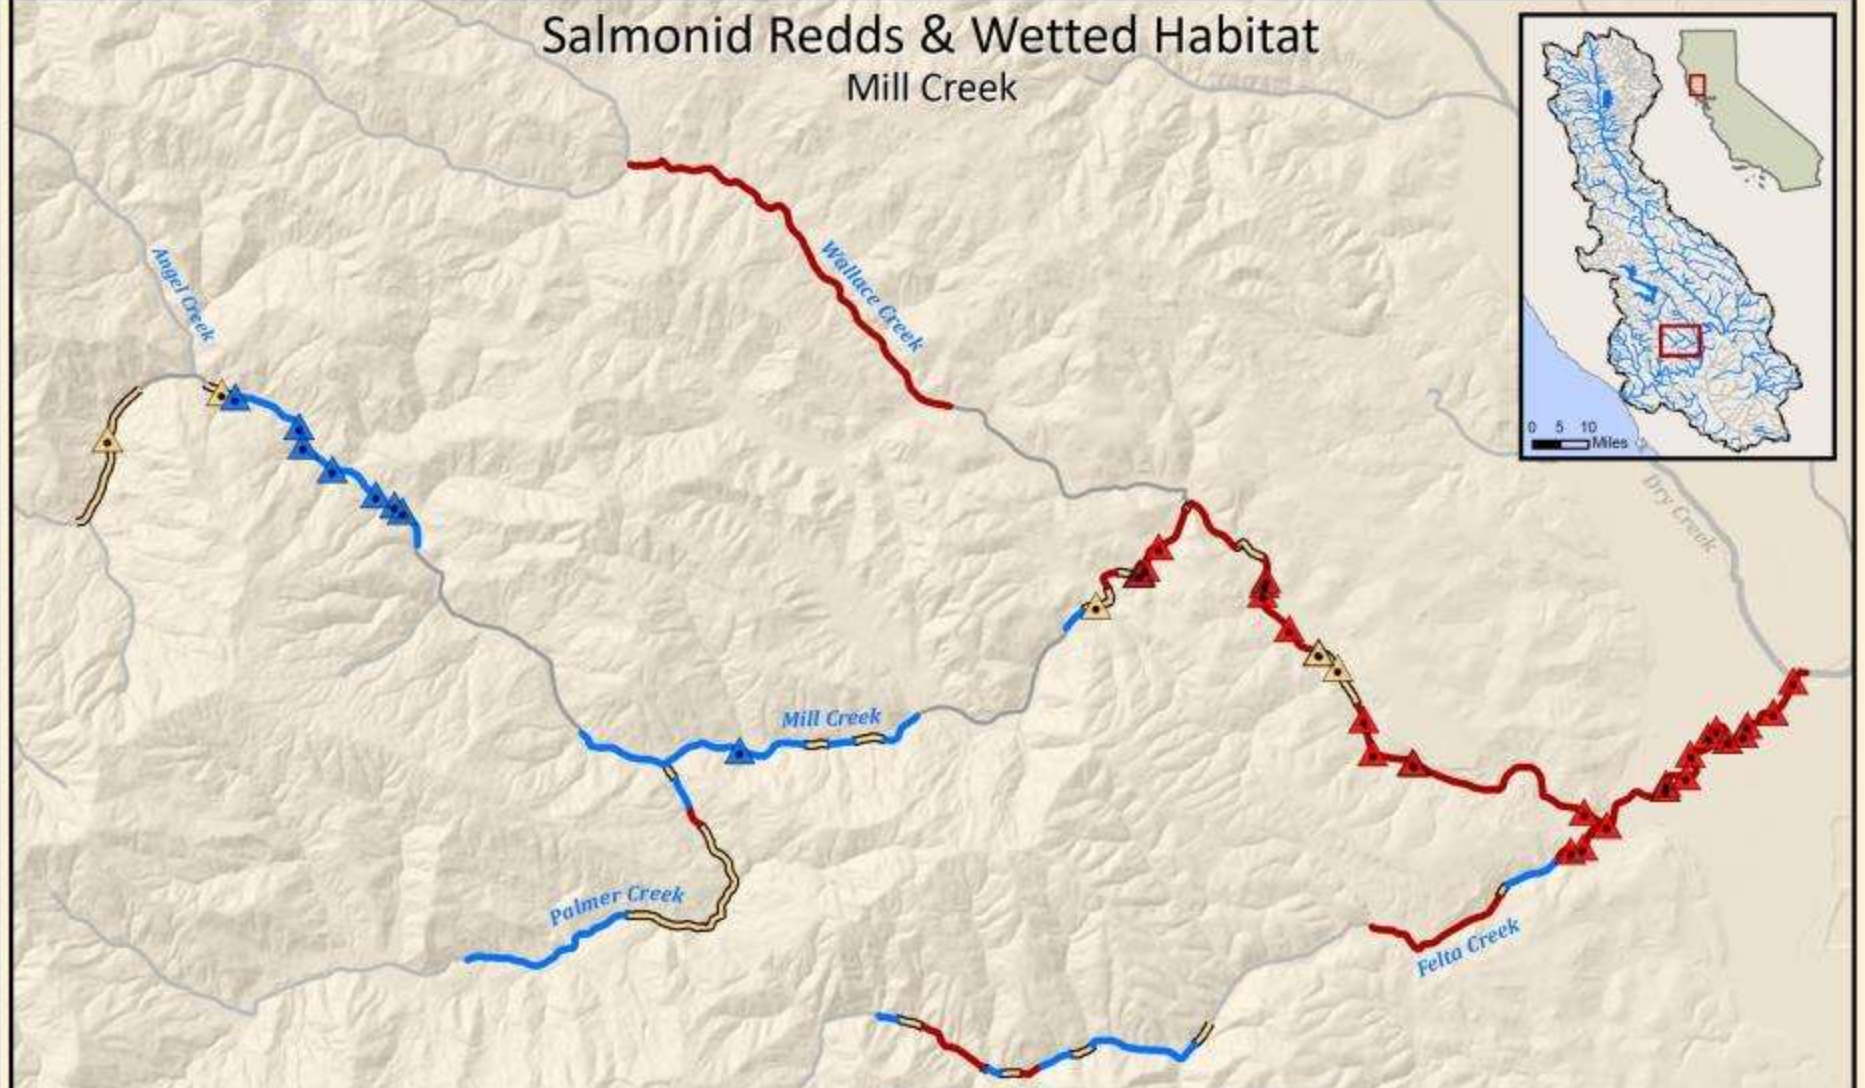 Salmonid Redds & Wetted Habitat
Mill Creek
Angel Creek
Wallace Creek
0 5 10
Miles
Dry Creek
Mill Creek
Palmer Creek
Felta Creek